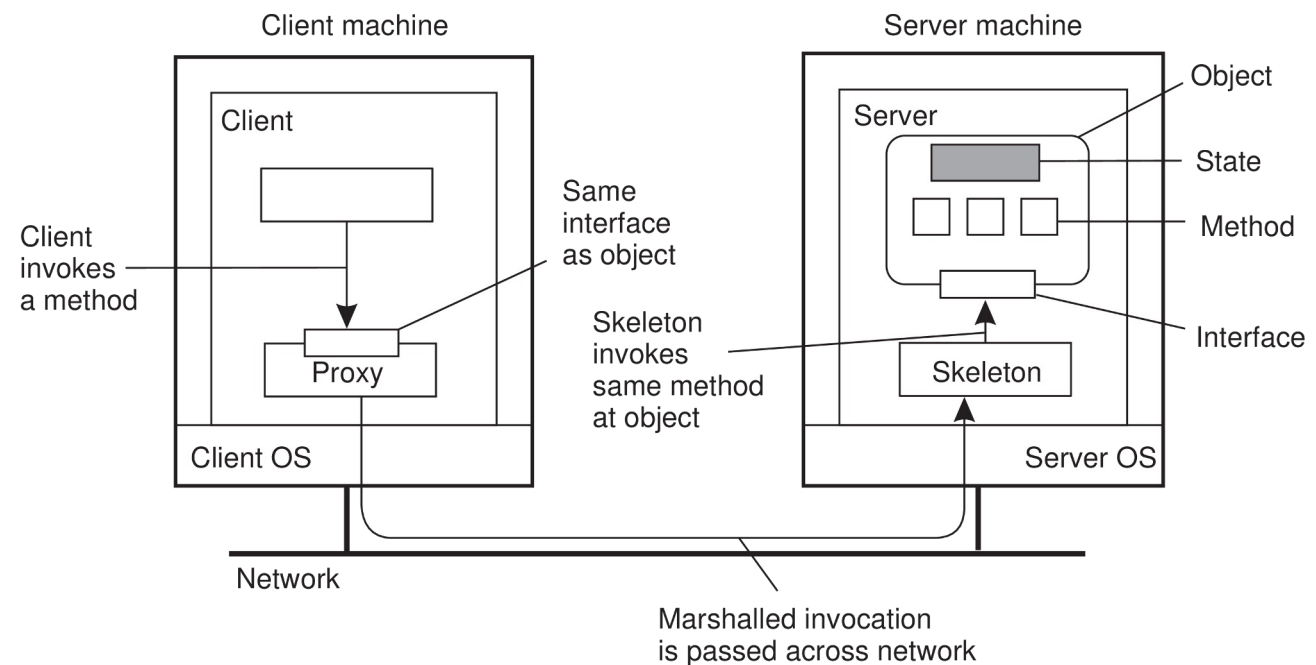 Client machine
Server machine
Object
Client
Server
State
Same
interface
as object
Method
Client
invokes
a method
Skeleton
invokes
same method
at object
Interface
Proxy
Skeleton
Client OS
Server OS
Network
Marshalled invocation
is passed across network